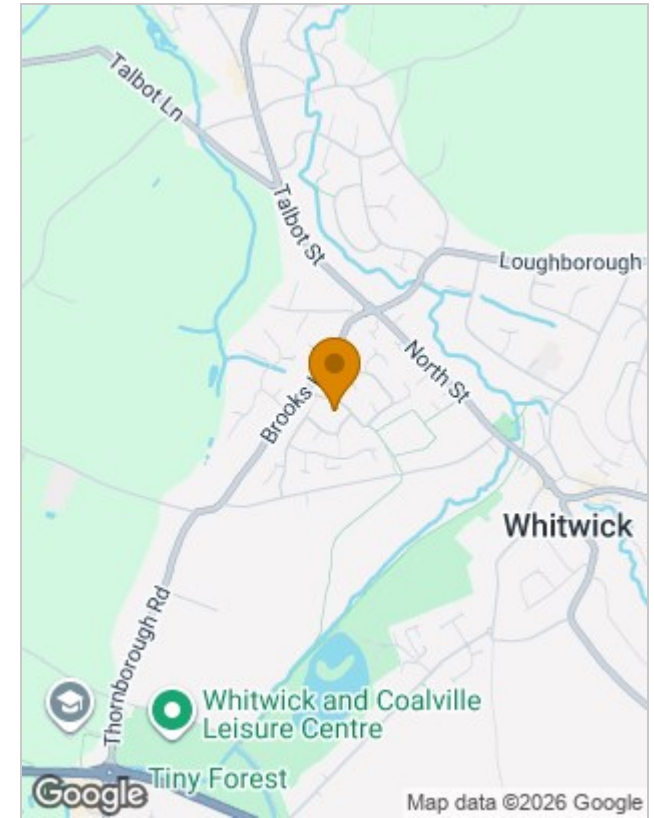 Talbot Ln
Talbot St
Loughborough
North St
Brooks
Whitwick
Thornborough Rd
Whitwick and Coalville
Leisure Centre
Tiny Forest
Google
Map data ©2026 Google